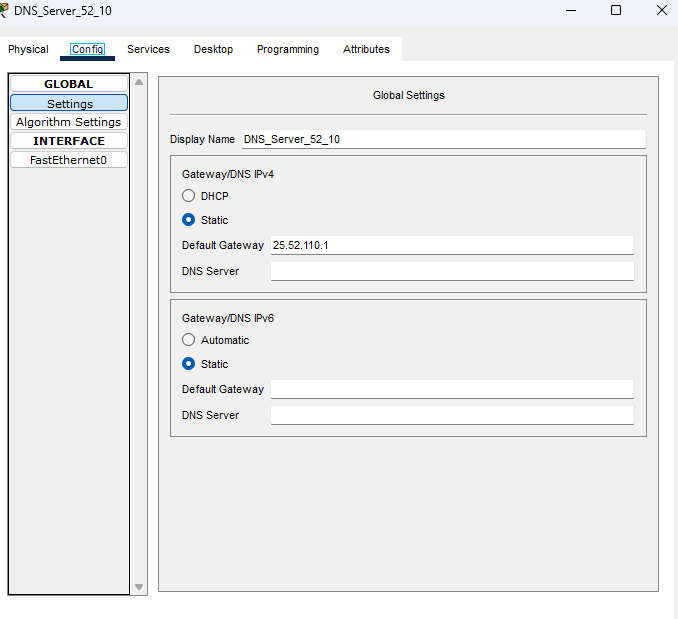 DNS_Server_52_10
Physical Config Services Desktop Programming Attributes
GLOBAL
Settings
Algorithm Settings
INTERFACE
FastEthernet0
Global Settings
Display Name DNS_Server_52_10
Gateway/DNS IPv4
DHCP
Static
Default Gateway 25.52.110.1
DNS Server
Gateway/DNS IPv6
Automatic
Static
Default Gateway
DNS Server